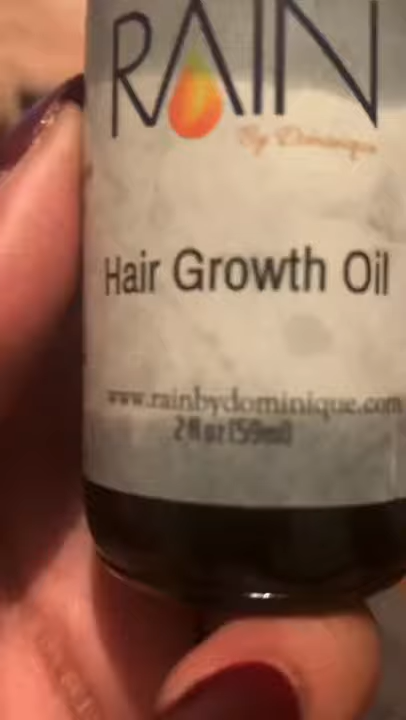 RAIN
By Dominique
Hair Growth Oil
www.rainbydominique.com
2 fl oz (59ml)